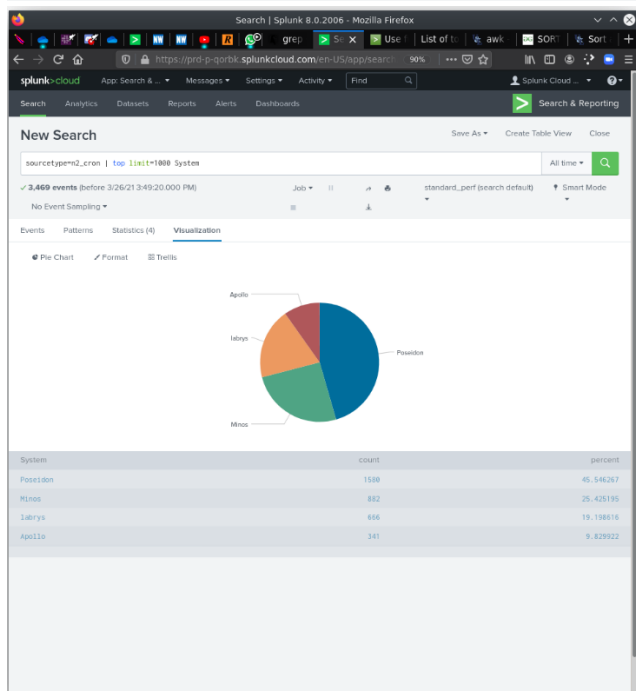 Search | Splunk 8.0.2006 - Mozilla Firefox
grep Se Use f List of to awk - SORT Sort
https://prd-p-qorbk.splunkcloud.com/en-US/app/search 90%
splunk>cloud App: Search & ... Messages Settings Activity Find Splunk Cloud ...
Search Analytics Datasets Reports Alerts Dashboards Search & Reporting
New Search Save As Create Table View Close
sourcetype=n2_cron | top limit=1000 System All time
3,469 events (before 3/26/21 3:49:20.000 PM) Job standard_perf (search default) Smart Mode
No Event Sampling
Events Patterns Statistics (4) Visualization
Pie Chart Format Trellis
Apollo
labrys
Poseidon
Minos
System count percent
Poseidon 1580 45.546267
Minos 882 25.425195
labrys 666 19.198616
Apollo 341 9.829922